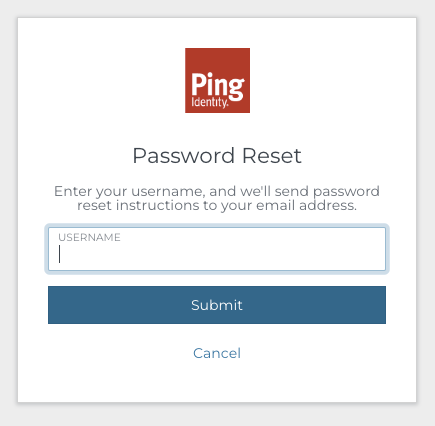 Ping
Identity.
Password Reset
Enter your username, and we'll send password
reset instructions to your email address.
USERNAME
Submit
Cancel